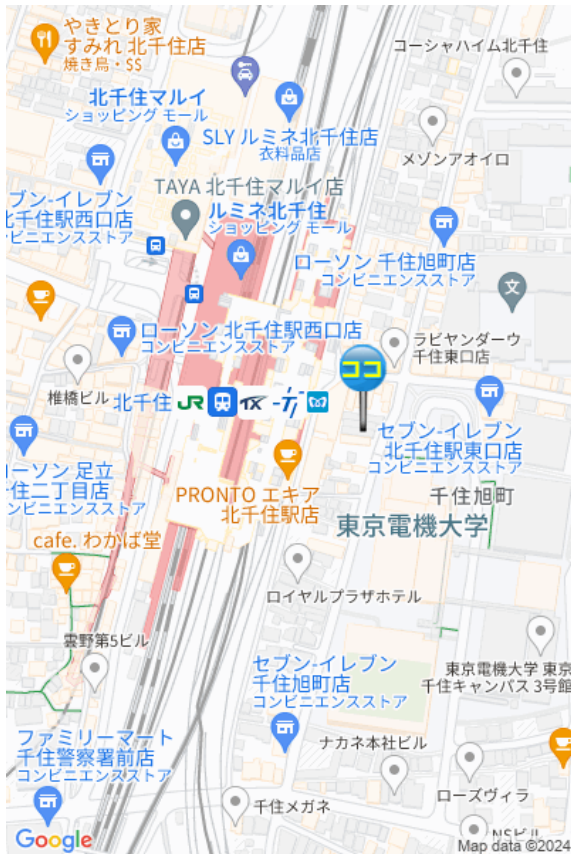 やきとり家
すみれ 北千住店
焼き鳥・SS
コーシャハイム北千住
北千住マルイ
ショッピング モール
SLY ルミネ北千住店
衣料品店
メゾンアオイロ
ブン-イレブン
北千住駅西口店
ンビニエンスストア
TAYA 北千住マルイ店
ルミネ北千住
ショッピング モール
ローソン 千住旭町店
コンビニエンスストア
文
ローソン 北千住駅西口店
コンビニエンスストア
ラビヤンダーウ
千住東口店
ココ
椎橋ビル
北千住
JR
TX
セブン-イレブン
北千住駅東口店
コンビニエンスストア
ローソン 足立
住二丁目店
ンビニエンスストア
PRONTO エキア
北千住駅店
千住旭町
東京電機大学
cafe. わかば堂
ロイヤルプラザホテル
雲野第5ビル
セブン-イレブン
千住旭町店
コンビニエンスストア
東京電機大学 東京
千住キャンパス 3号館
ファミリーマート
千住警察署前店
コンビニエンスストア
ナカネ本社ビル
ローズヴィラ
千住メガネ
NSビル
Google
Map data ©2024